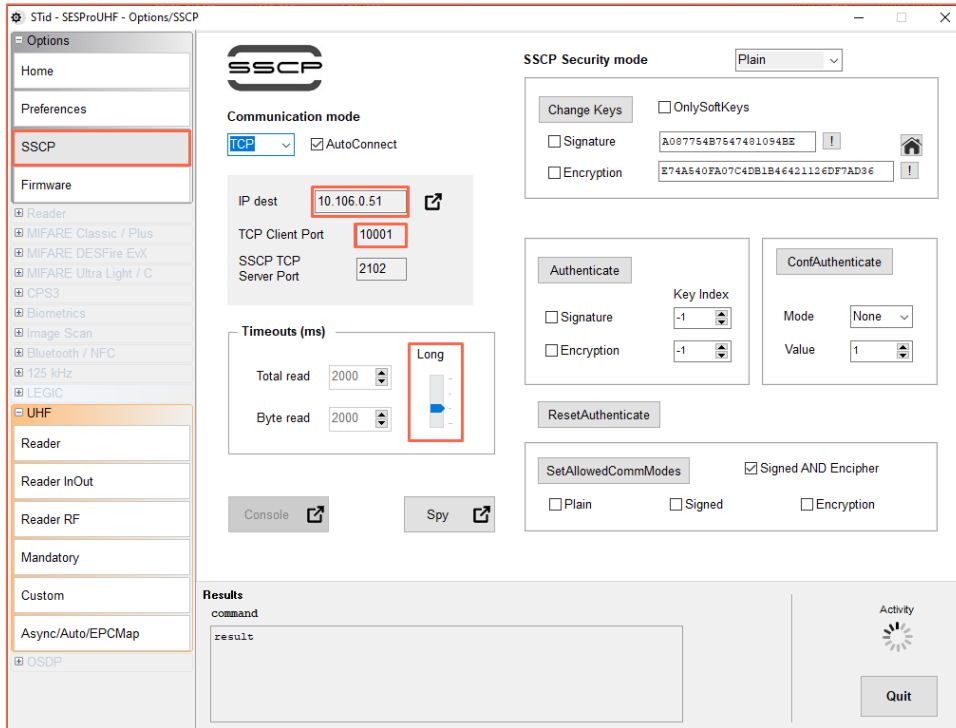 STid - SESProUHF - Options/SSCP
Options
Home
Preferences
SSCP
Firmware
Reader
MIFARE Classic / Plus
MIFARE DESFire EvX
MIFARE Ultra Light / C
CPS3
Biometrics
Image Scan
Bluetooth / NFC
125 kHz
LEGIC
UHF
Reader
Reader InOut
Reader RF
Mandatory
Custom
Async/Auto/EPCMap
OSDP
SSCP
Communication mode
TCP
AutoConnect
IP dest
10.106.0.51
TCP Client Port
10001
SSCP TCP
Server Port
2102
Timeouts (ms)
Long
Total read
2000
Byte read
2000
Console
Spy
SSCP Security mode
Plain
Change Keys
OnlySoftKeys
Signature
A087754B7547481094BE
!
Encryption
E74A540FA07C4DB1B46421126DF7AD36
!
Authenticate
Key Index
Signature
-1
Encryption
-1
ConfAuthenticate
Mode
None
Value
1
ResetAuthenticate
SetAllowedCommModes
Signed AND Encipher
Plain
Signed
Encryption
Results
command
result
Activity
Quit